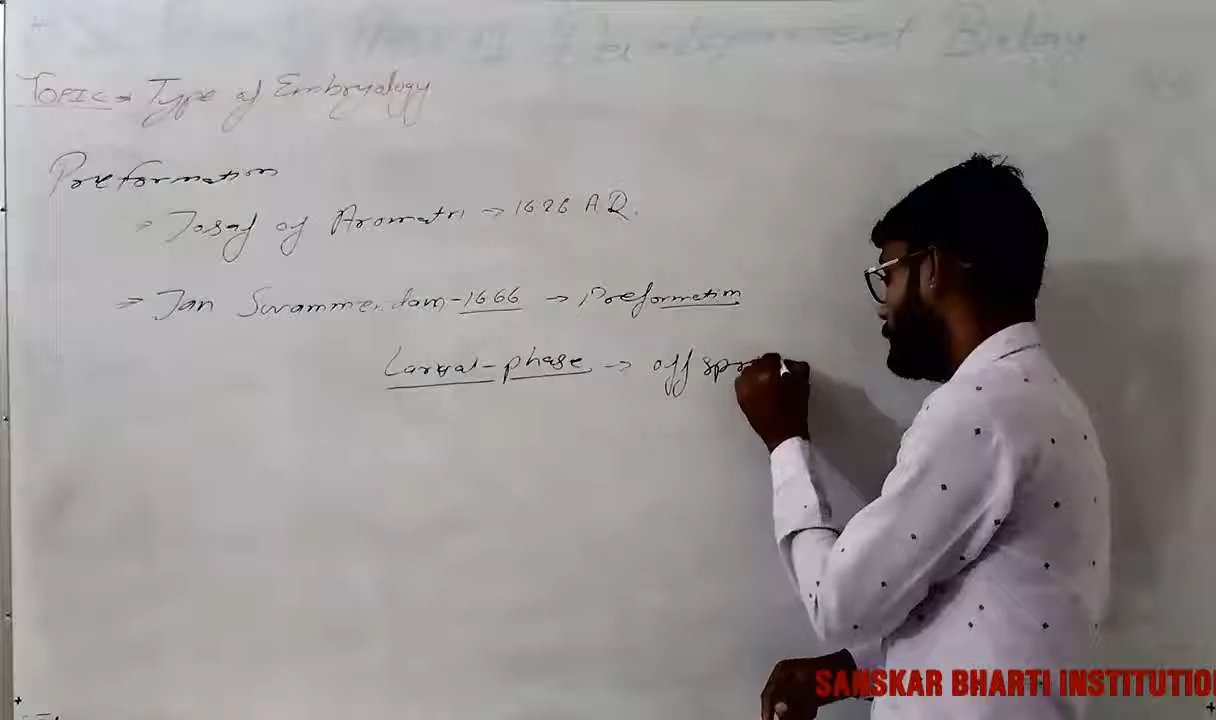 Topic → Type of Embryology
Preformation
→ Josaf of Aromatri → 1626 A.D.
→ Jan Swammerdam-1666 → Preformation
Larval-phase → off spr
SANSKAR BHARTI INSTITUTIO